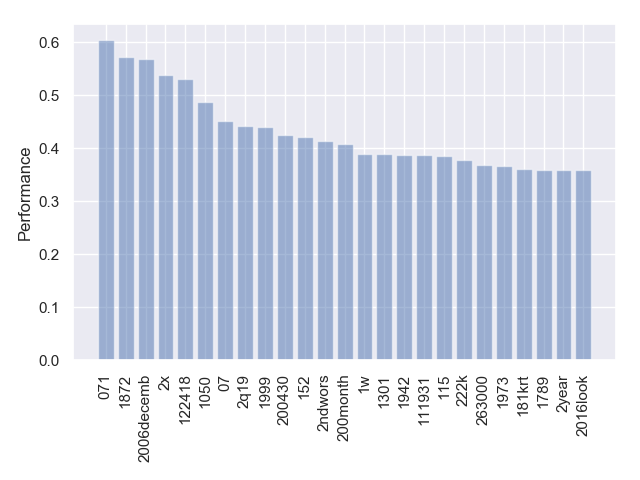 0.6
0.5
0.4
0.3
0.2
0.1
0.0
Performance
071
1872
2006decemb
2x
122418
1050
07
2q19
1999
200430
152
2ndwors
200month
1w
1301
1942
111931
115
222k
263000
1973
181krt
1789
2year
2016look